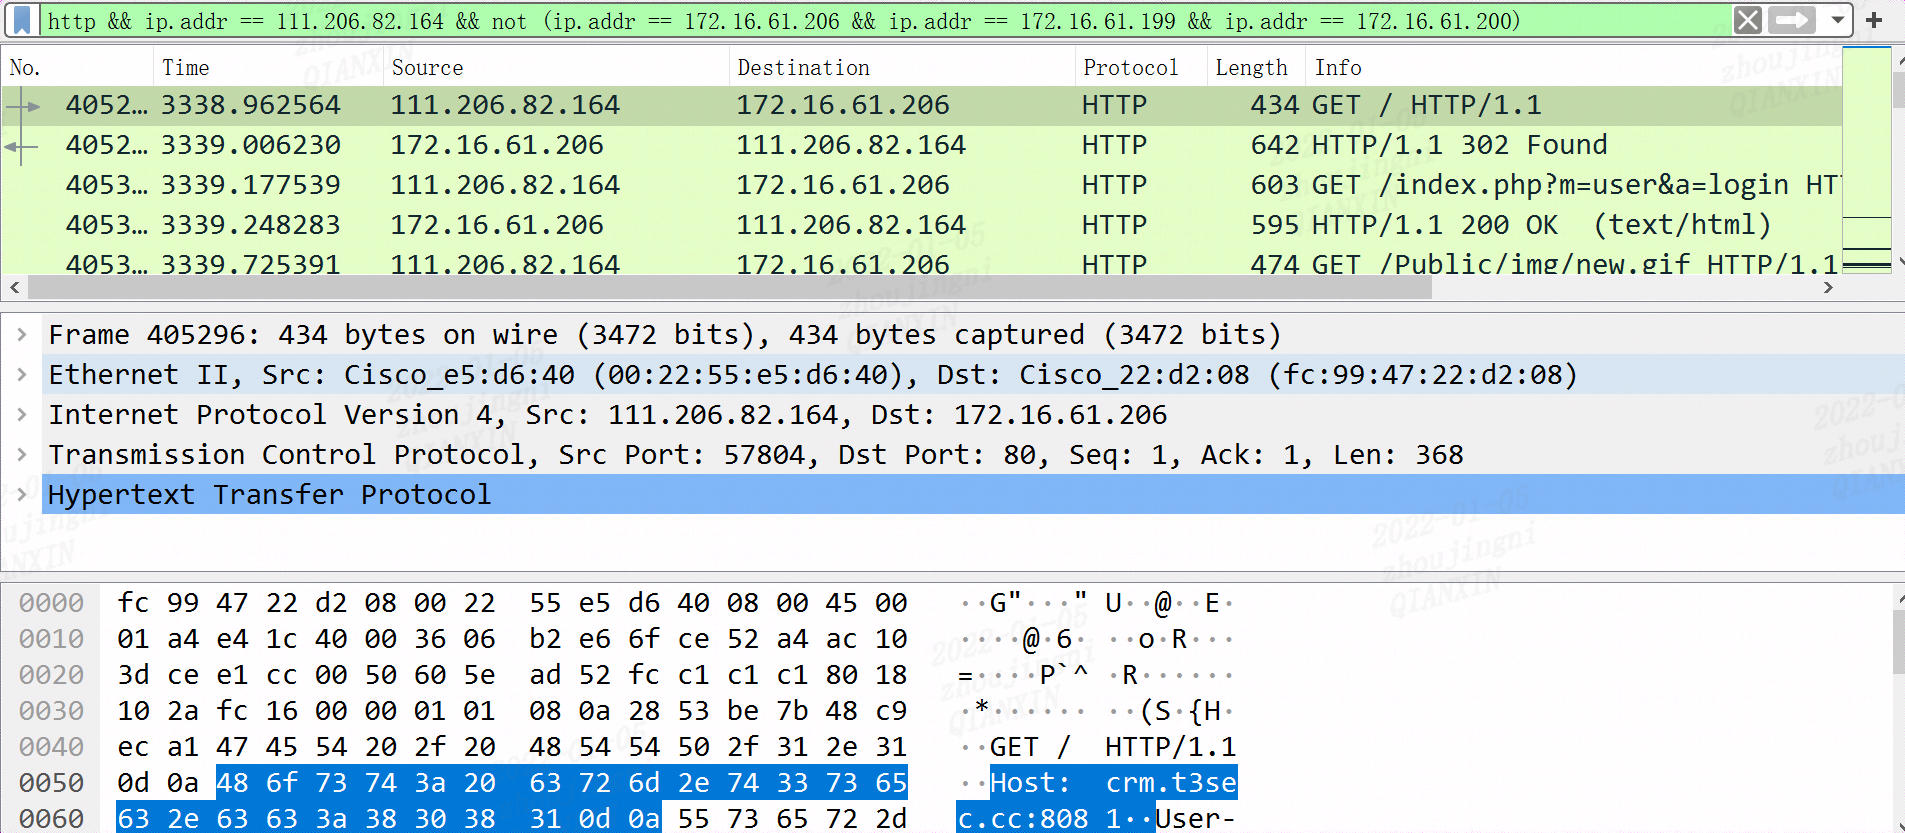 http && ip.addr == 111.206.82.164 && not (ip.addr == 172.16.61.206 && ip.addr == 172.16.61.199 && ip.addr == 172.16.61.200)
No. Time Source Destination Protocol Length Info
4052… 3338.962564 111.206.82.164 172.16.61.206 HTTP 434 GET / HTTP/1.1
4052… 3339.006230 172.16.61.206 111.206.82.164 HTTP 642 HTTP/1.1 302 Found
4053… 3339.177539 111.206.82.164 172.16.61.206 HTTP 603 GET /index.php?m=user&a=login HT
4053… 3339.248283 172.16.61.206 111.206.82.164 HTTP 595 HTTP/1.1 200 OK (text/html)
4053… 3339.725391 111.206.82.164 172.16.61.206 HTTP 474 GET /Public/img/new.gif HTTP/1.1
Frame 405296: 434 bytes on wire (3472 bits), 434 bytes captured (3472 bits)
Ethernet II, Src: Cisco_e5:d6:40 (00:22:55:e5:d6:40), Dst: Cisco_22:d2:08 (fc:99:47:22:d2:08)
Internet Protocol Version 4, Src: 111.206.82.164, Dst: 172.16.61.206
Transmission Control Protocol, Src Port: 57804, Dst Port: 80, Seq: 1, Ack: 1, Len: 368
Hypertext Transfer Protocol
0000 fc 99 47 22 d2 08 00 22 55 e5 d6 40 08 00 45 00 ··G"···" U··@··E·
0010 01 a4 e4 1c 40 00 36 06 b2 e6 6f ce 52 a4 ac 10 ····@·6· ··o·R···
0020 3d ce e1 cc 00 50 60 5e ad 52 fc c1 c1 c1 80 18 =····P`^ ·R······
0030 10 2a fc 16 00 00 01 01 08 0a 28 53 be 7b 48 c9 ·*······ ··(S·{H·
0040 ec a1 47 45 54 20 2f 20 48 54 54 50 2f 31 2e 31 ··GET / HTTP/1.1
0050 0d 0a 48 6f 73 74 3a 20 63 72 6d 2e 74 33 73 65 ··Host: crm.t3se
0060 63 2e 63 63 3a 38 30 38 31 0d 0a 55 73 65 72 2d c.cc:808 1··User-
2022-01-05
zhoujingni
QIANXIN